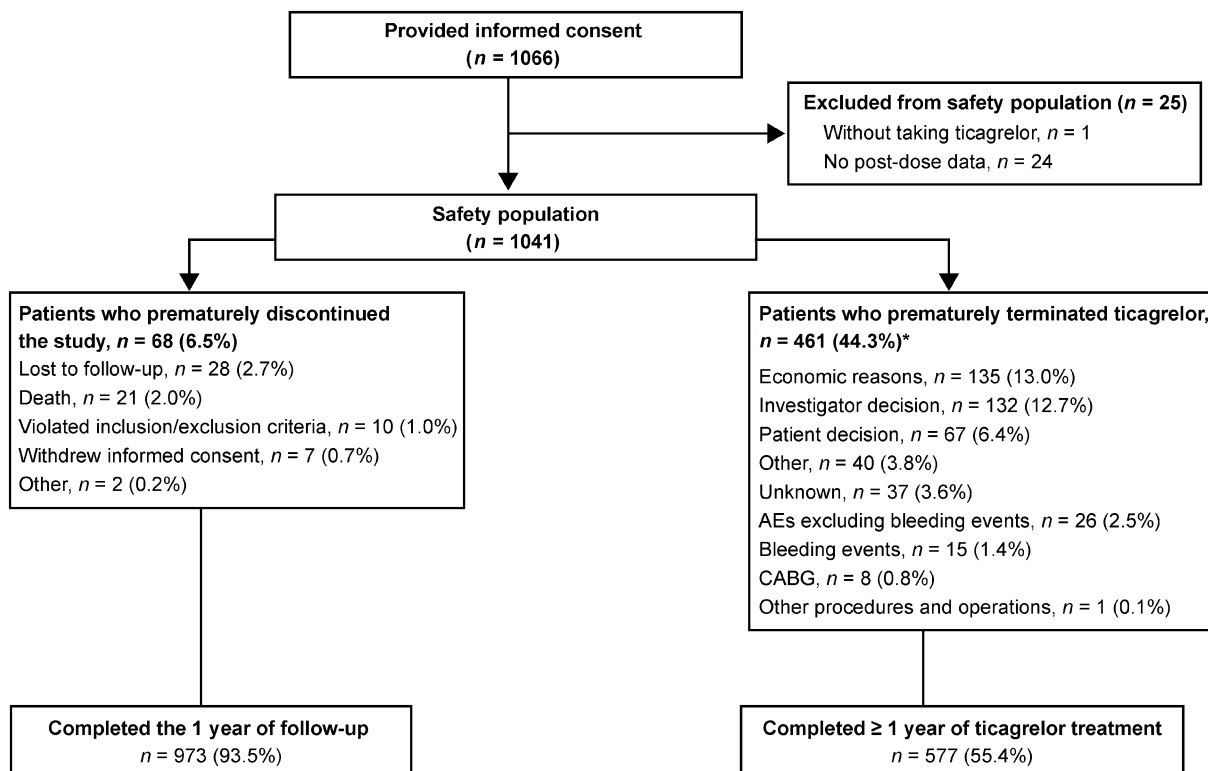 Provided informed consent
(n = 1066)
Excluded from safety population (n = 25)
Without taking ticagrelor, n = 1
No post-dose data, n = 24
Safety population
(n = 1041)
Patients who prematurely discontinued
the study, n = 68 (6.5%)
Lost to follow-up, n = 28 (2.7%)
Death, n = 21 (2.0%)
Violated inclusion/exclusion criteria, n = 10 (1.0%)
Withdrew informed consent, n = 7 (0.7%)
Other, n = 2 (0.2%)
Patients who prematurely terminated ticagrelor,
n = 461 (44.3%)*
Economic reasons, n = 135 (13.0%)
Investigator decision, n = 132 (12.7%)
Patient decision, n = 67 (6.4%)
Other, n = 40 (3.8%)
Unknown, n = 37 (3.6%)
AEs excluding bleeding events, n = 26 (2.5%)
Bleeding events, n = 15 (1.4%)
CABG, n = 8 (0.8%)
Other procedures and operations, n = 1 (0.1%)
Completed the 1 year of follow-up
n = 973 (93.5%)
Completed ≥ 1 year of ticagrelor treatment
n = 577 (55.4%)